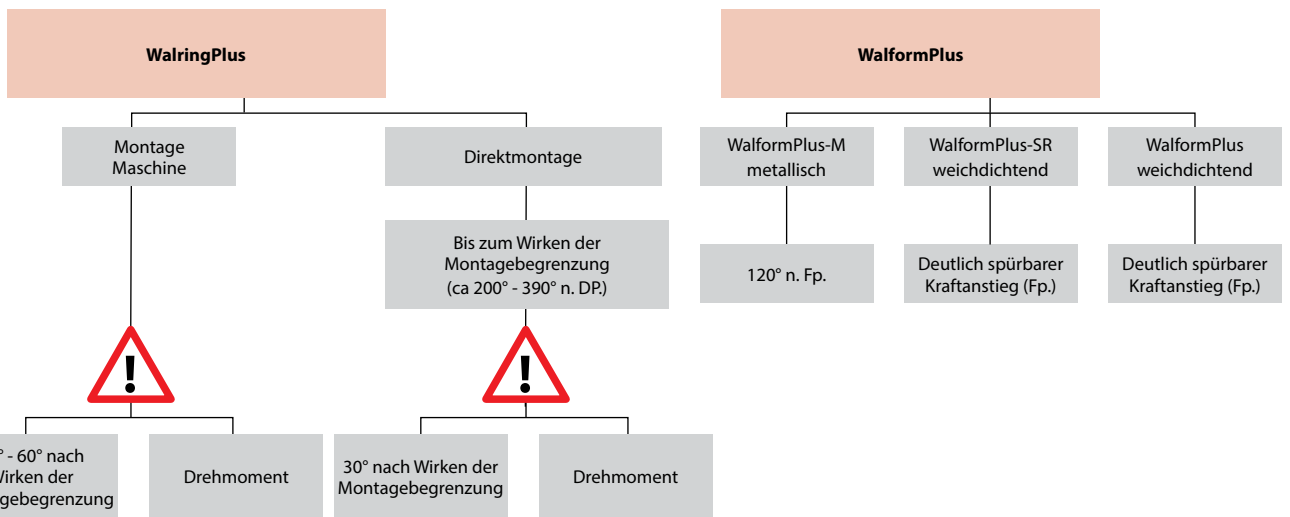 WalringPlus
WalformPlus
Montage
Maschine
Direktmontage
WalformPlus-M
metallisch
WalformPlus-SR
weichdichtend
WalformPlus
weichdichtend
Bis zum Wirken der
Montagebegrenzung
(ca 200° - 390° n. DP.)
120° n. Fp.
Deutlich spürbarer
Kraftanstieg (Fp.)
Deutlich spürbarer
Kraftanstieg (Fp.)
!
!
° - 60° nach
der
Drehmoment
30° nach Wirken der
Montagebegrenzung
Drehmoment